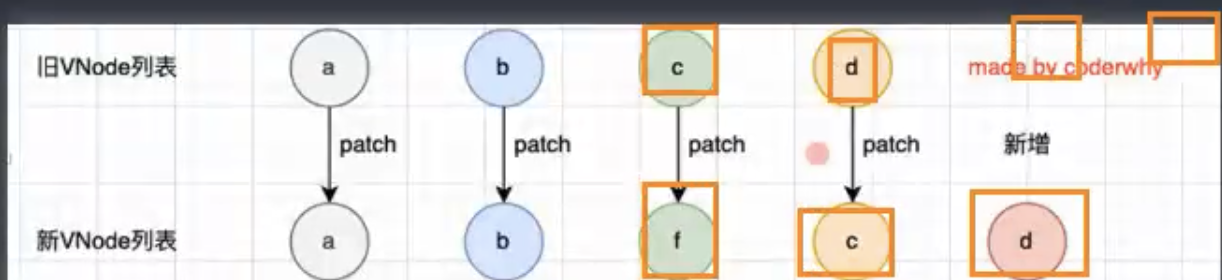 旧VNode列表 a b c d made by coderwhy
patch patch patch patch 新增
新VNode列表 a b f c d